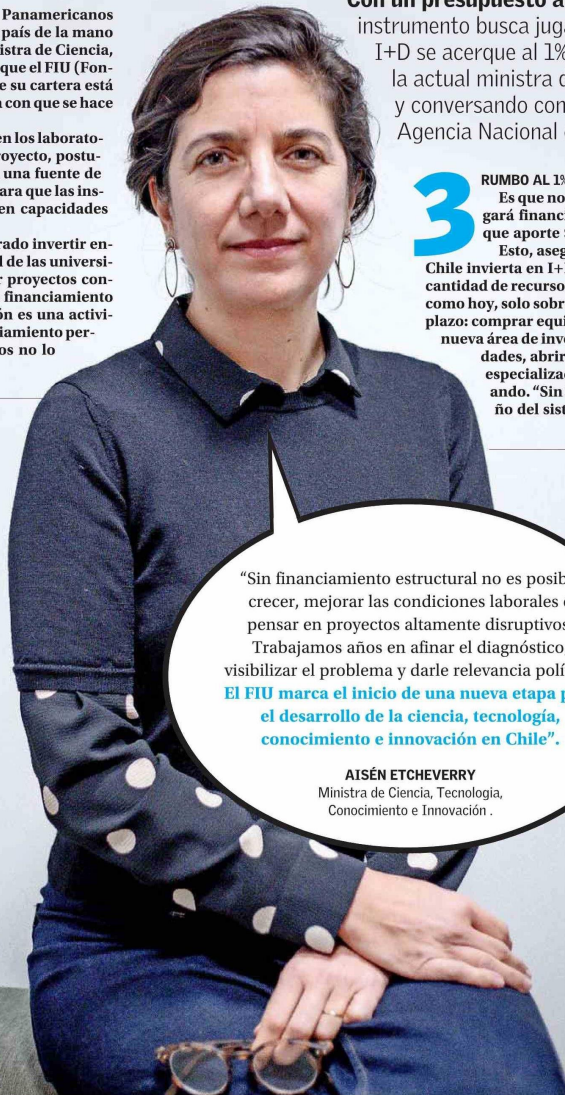 Panamericanos
país de la mano
istra de Ciencia,
que el FIU (Fon-
e su cartera está
a con que se hace
en los laborato-
royecto, postu-
una fuente de
ara que las ins-
en capacidades
rado invertir en-
d de las universi-
r proyectos con-
financiamiento
ón es una activi-
ciamiento per-
os no lo
Con un presupuesto a
instrumento busca juga
I+D se acerque al 1%
la actual ministra d
y conversando con
Agencia Nacional
3
RUMBO AL 1%
Es que no
gará financi
que aporte
Esto, aseg
Chile invierta en I+
cantidad de recurso
como hoy, solo sobr
plazo: comprar equi
nueva área de inve
dades, abrir
especializa
ando. “Sin
ño del sist
“Sin financiamiento estructural no es posib
crecer, mejorar las condiciones laborales
pensar en proyectos altamente disruptivos
Trabajamos años en afinar el diagnóstico,
visibilizar el problema y darle relevancia polí
El FIU marca el inicio de una nueva etapa p
el desarrollo de la ciencia, tecnología,
conocimiento e innovación en Chile”.
AISÉN ETCHEVERRY
Ministra de Ciencia, Tecnologia,
Conocimiento e Innovación .